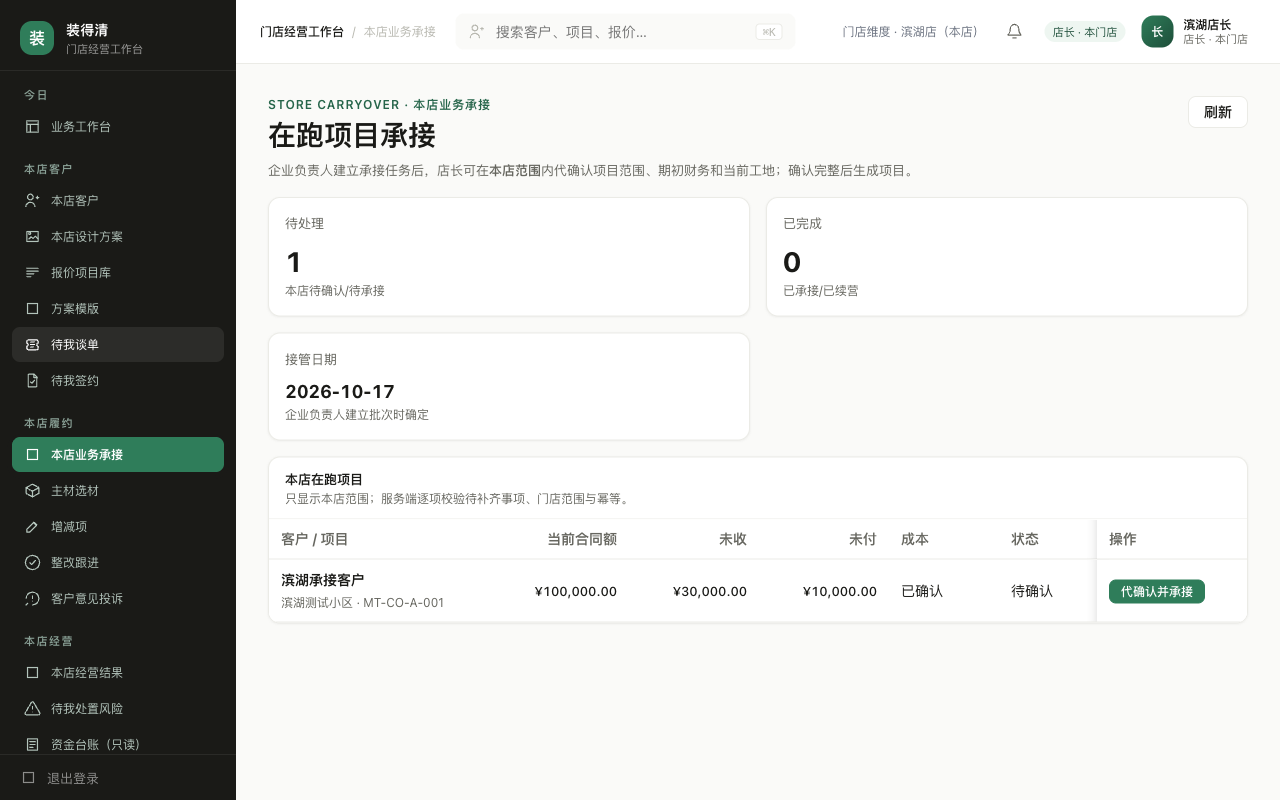 装
装得清
门店经营工作台
今日
业务工作台
本店客户
本店客户
本店设计方案
报价项目库
方案模版
待我谈单
待我签约
本店履约
本店业务承接
主材选材
增减项
整改跟进
客户意见投诉
本店经营
本店经营结果
待我处置风险
资金台账（只读）
退出登录
门店经营工作台 / 本店业务承接
搜索客户、项目、报价...
⌘K
门店维度 · 滨湖店（本店）
店长 · 本门店
长
滨湖店长
店长 · 本门店
STORE CARRYOVER · 本店业务承接
在跑项目承接
企业负责人建立承接任务后，店长可在本店范围内代确认项目范围、期初财务和当前工地；确认完整后生成项目。
刷新
待处理
1
本店待确认/待承接
已完成
0
已承接/已续营
接管日期
2026-10-17
企业负责人建立批次时确定
本店在跑项目
只显示本店范围；服务端逐项校验待补齐事项、门店范围与幂等。
客户 / 项目 当前合同额 未收 未付 成本 状态 操作
滨湖承接客户
滨湖测试小区 · MT-CO-A-001
¥100,000.00 ¥30,000.00 ¥10,000.00 已确认 待确认 代确认并承接